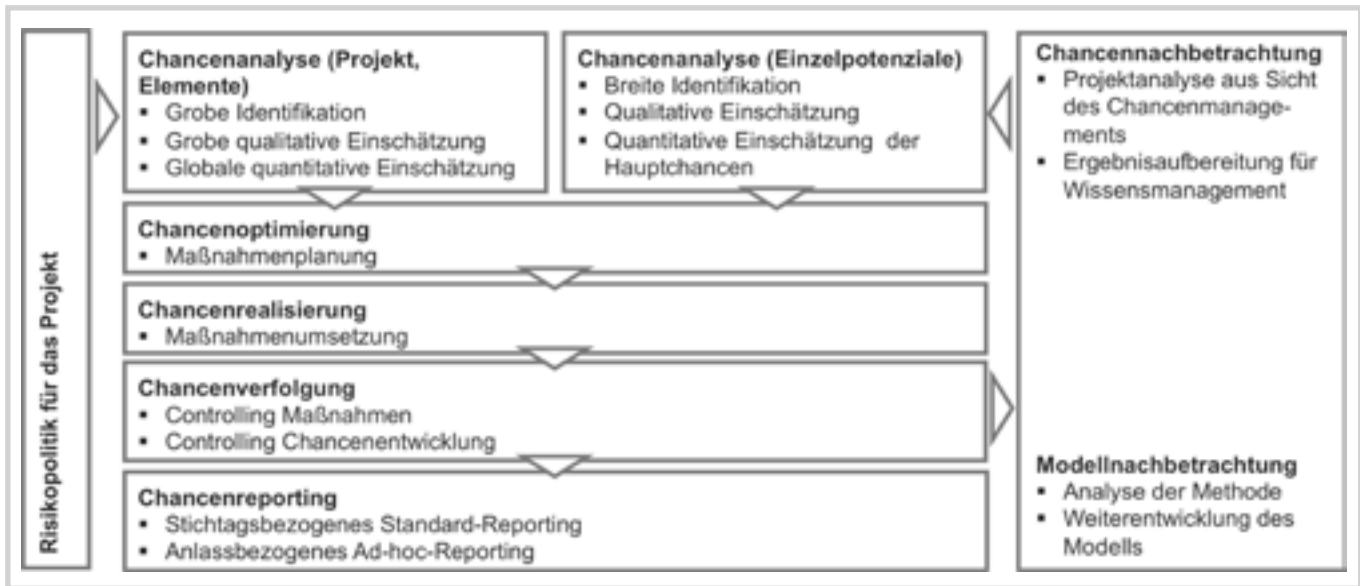 Risikopolitik für das Projekt
Chancenanalyse (Projekt,
Elemente)
▪ Grobe Identifikation
▪ Grobe qualitative Einschätzung
▪ Globale quantitative Einschätzung
Chancenanalyse (Einzelpotenziale)
▪ Breite Identifikation
▪ Qualitative Einschätzung
▪ Quantitative Einschätzung der
Hauptchancen
Chancenoptimierung
▪ Maßnahmenplanung
Chancenrealisierung
▪ Maßnahmenumsetzung
Chancenverfolgung
▪ Controlling Maßnahmen
▪ Controlling Chancenentwicklung
Chancenreporting
▪ Stichtagsbezogenes Standard-Reporting
▪ Anlassbezogenes Ad-hoc-Reporting
Chancennachbetrachtung
▪ Projektanalyse aus Sicht
des Chancenmanage-
ments
▪ Ergebnisaufbereitung für
Wissensmanagement
Modellnachbetrachtung
▪ Analyse der Methode
▪ Weiterentwicklung des
Modells